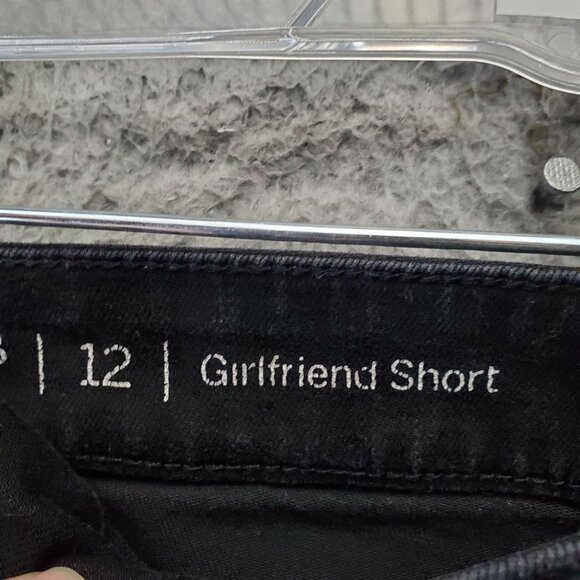 | 12 | Girlfriend Short